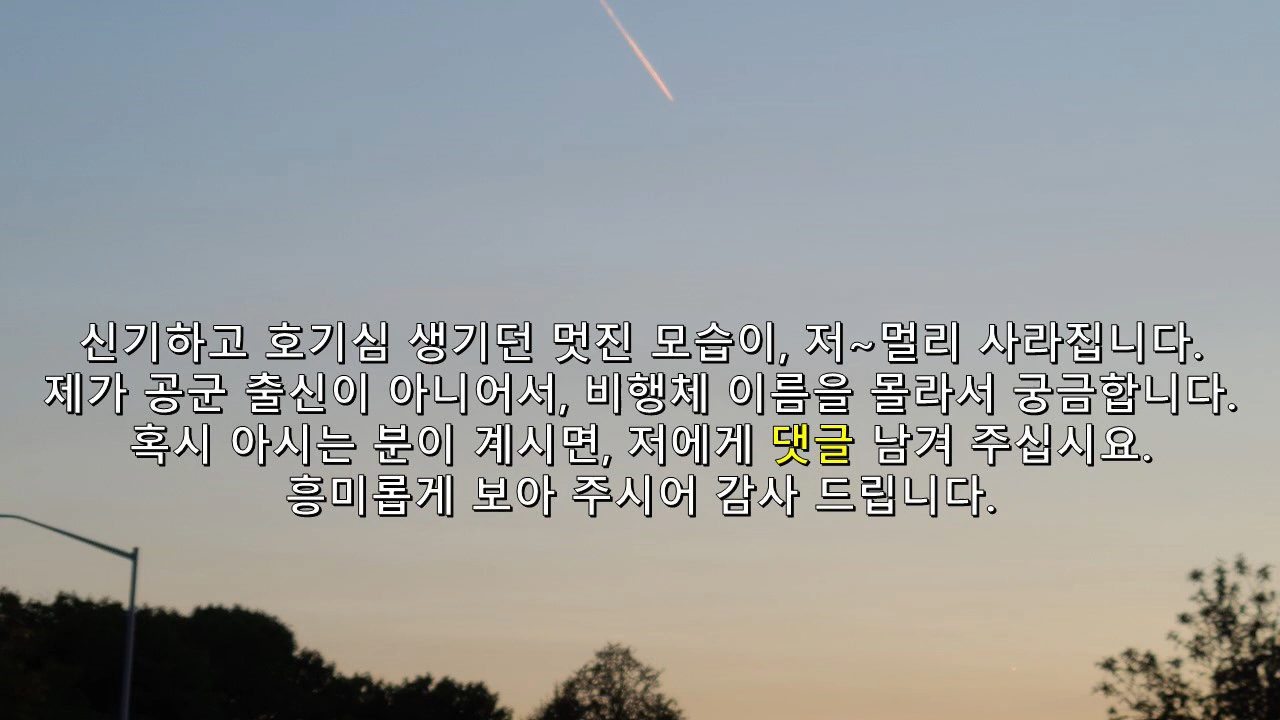 신기하고 호기심 생기던 멋진 모습이, 저~멀리 사라집니다.
제가 공군 출신이 아니어서, 비행체 이름을 몰라서 궁금합니다.
혹시 아시는 분이 계시면, 저에게 댓글 남겨 주십시요.
흥미롭게 보아 주시어 감사 드립니다.